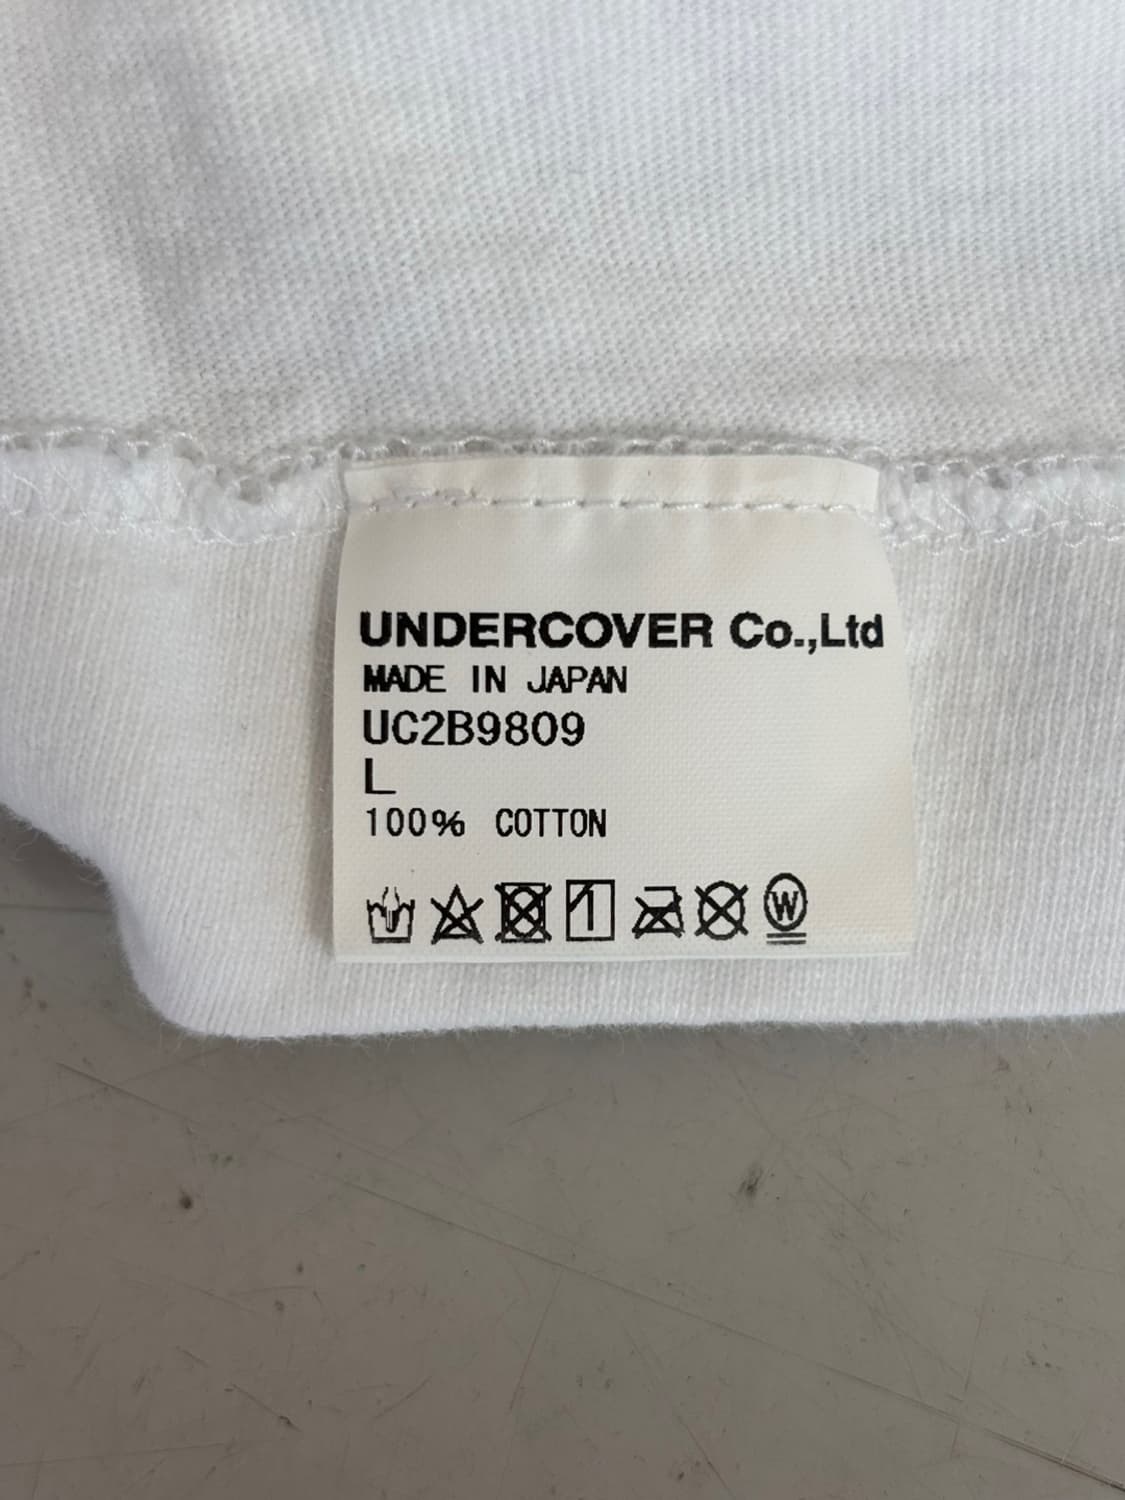 UNDERCOVER Co.,Ltd
MADE IN JAPAN
UC2B9809
L
100% COTTON
W